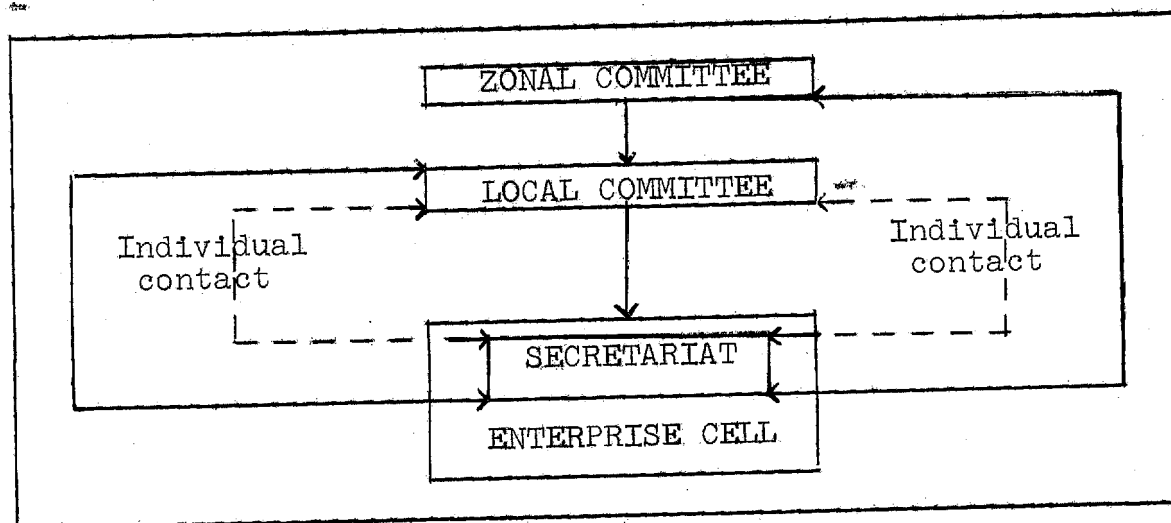 ZONAL COMMITTEE
LOCAL COMMITTEE
Individual
contact
Individual
contact
SECRETARIAT
ENTERPRISE CELL